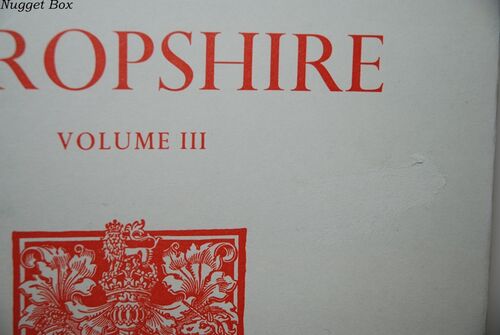 Nugget Box
ROPSHIRE
VOLUME III